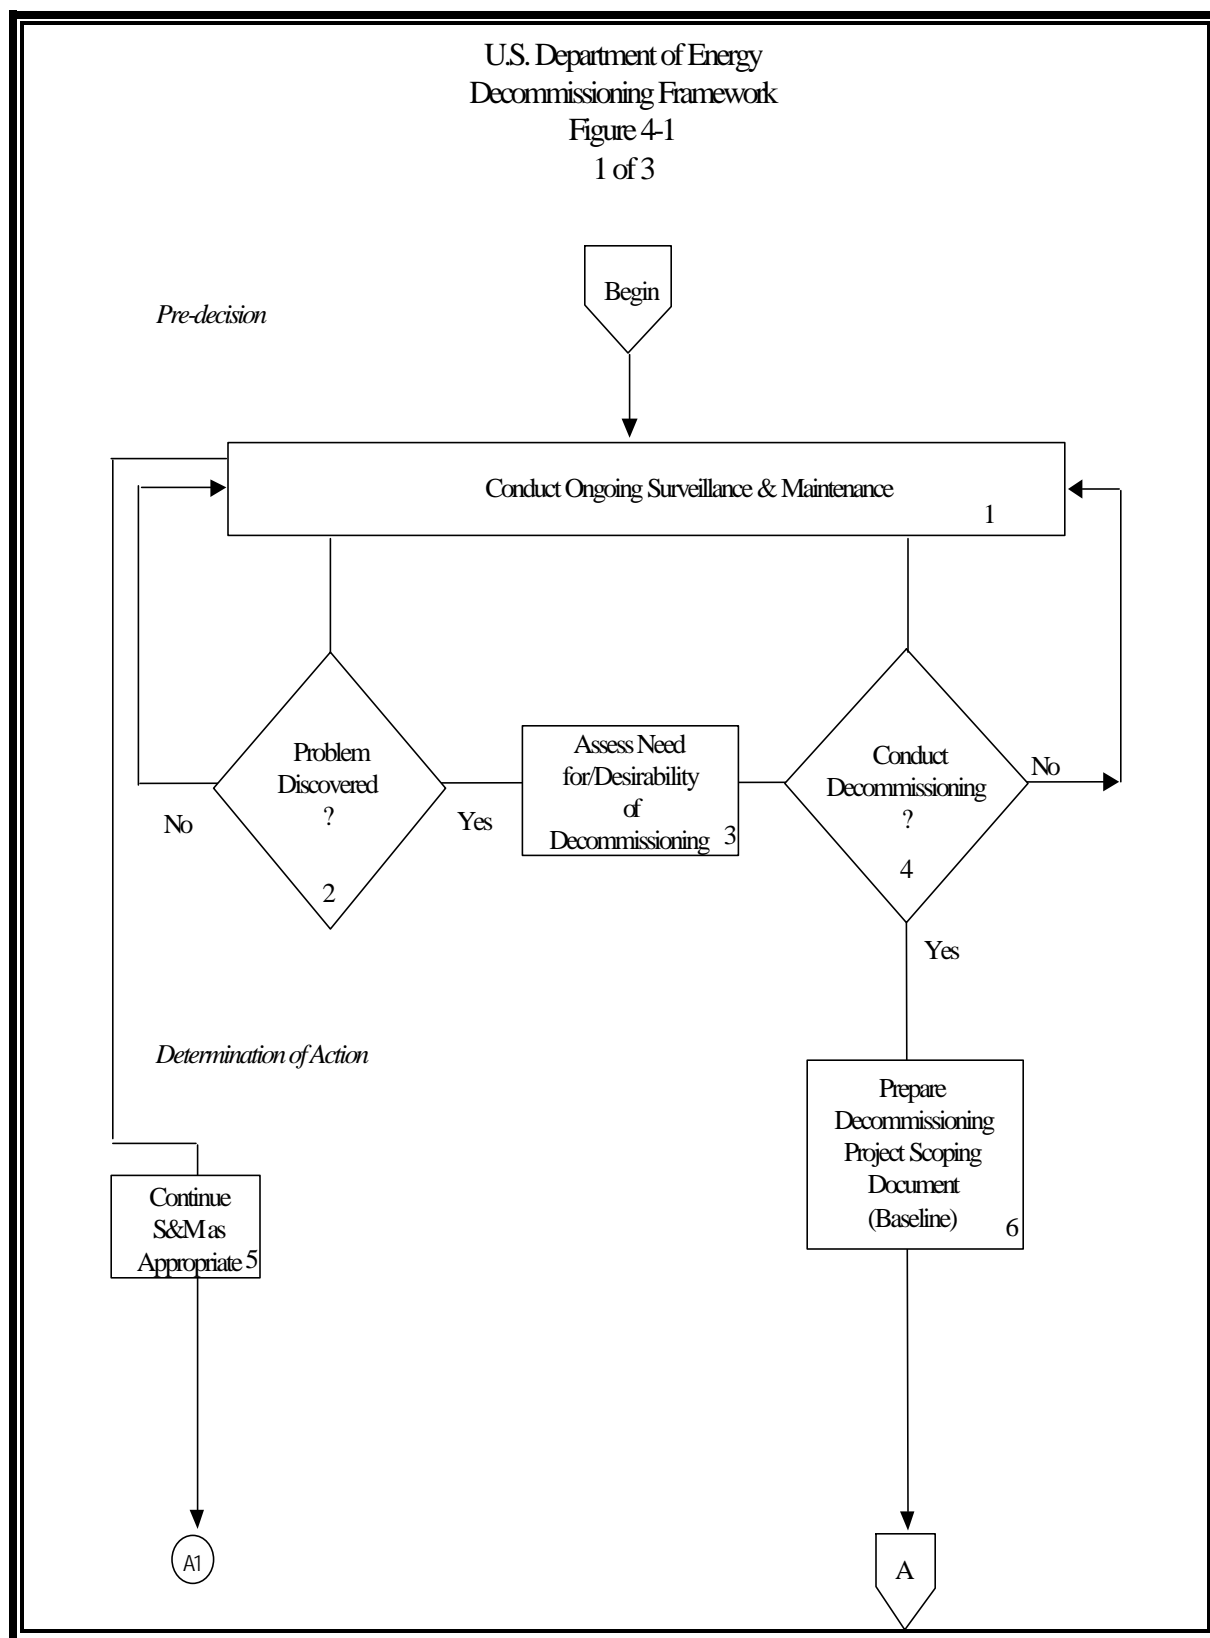 U.S. Department of Energy
Decommissioning Framework
Figure 4-1
1 of 3
Begin
Pre-decision
Conduct Ongoing Surveillance & Maintenance
1
Problem
Discovered
?
2
No
Yes
Assess Need
for/Desirability
of
Decommissioning 3
Conduct
Decommissioning
?
4
No
Yes
Determination of Action
Continue
S&M as
Appropriate 5
Prepare
Decommissioning
Project Scoping
Document
(Baseline)
6
A1
A